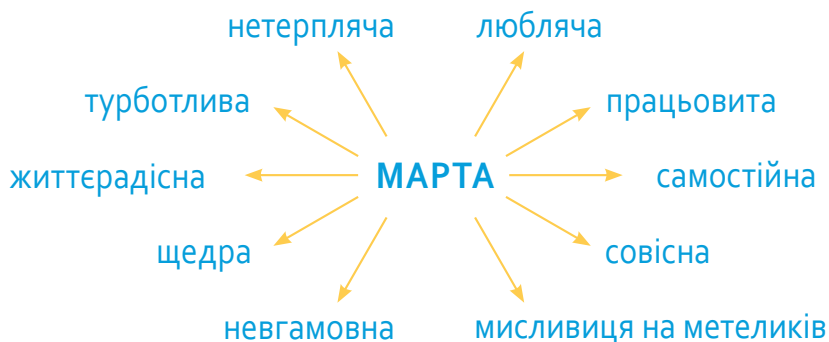 нетерпляча любляча
турботлива працьовита
життєрадісна МАРТА самостійна
щедра совісна
невгамовна мисливиця на метеликів